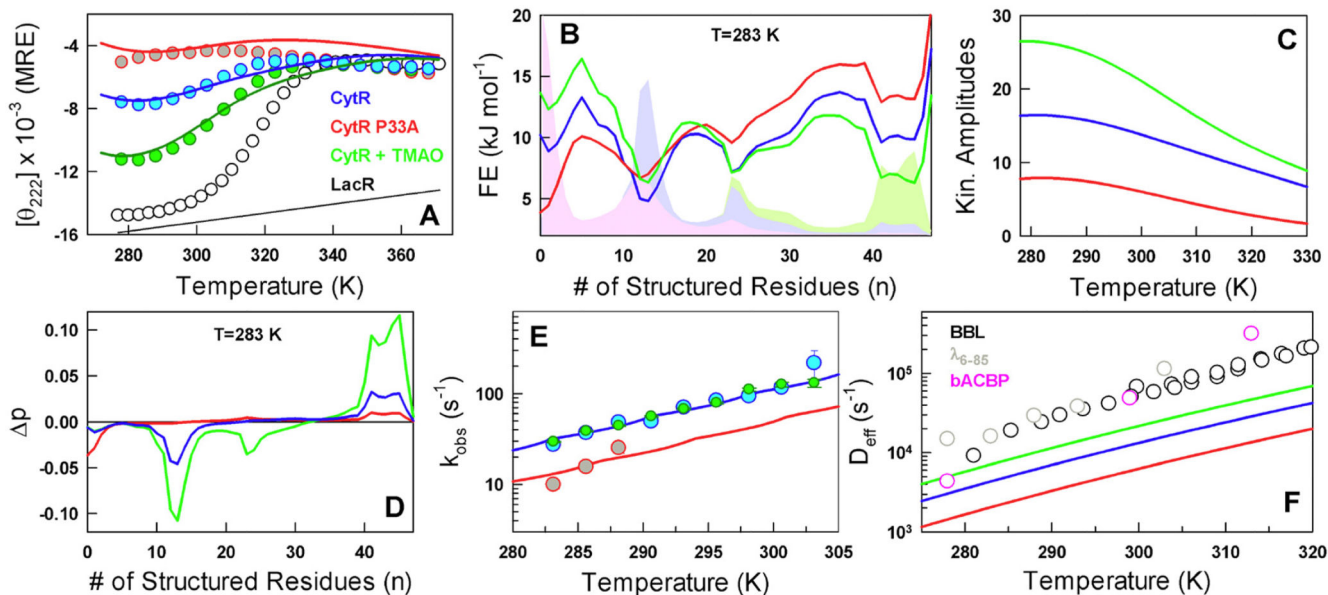 A
[θ222] x 10-3 (MRE)
-4
-8
-12
-16
CytR
CytR P33A
CytR + TMAO
LacR
280 300 320 340 360
Temperature (K)
B
T=283 K
FE (kJ mol-1)
20
15
10
5
0 10 20 30 40
# of Structured Residues (n)
C
Kin. Amplitudes
30
20
10
0
280 290 300 310 320 330
Temperature (K)
D
T=283 K
Δp
0.10
0.05
0.00
-0.05
-0.10
0 10 20 30 40
# of Structured Residues (n)
E
kobs (s-1)
100
10
280 285 290 295 300 305
Temperature (K)
F
BBL
λ6-85
bACBP
Deff (s-1)
105
104
103
280 290 300 310 320
Temperature (K)